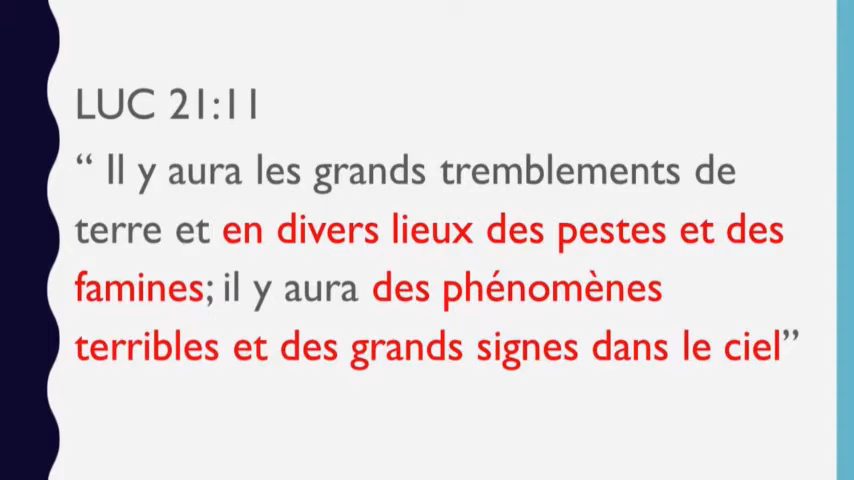 LUC 21:11
“ Il y aura les grands tremblements de
terre et en divers lieux des pestes et des
famines; il y aura des phénomènes
terribles et des grands signes dans le ciel”